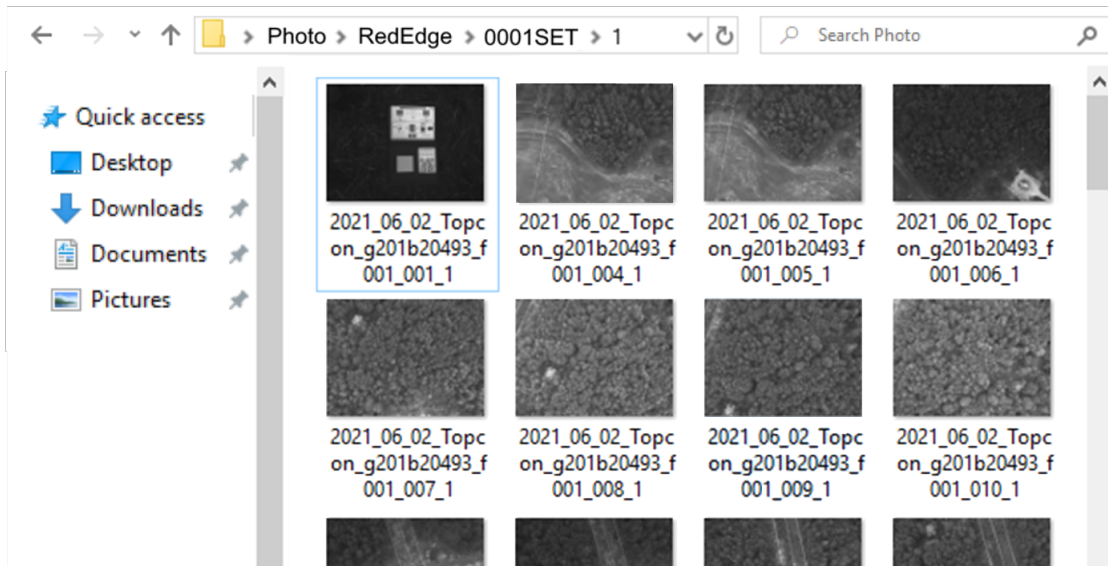 Photo > RedEdge > 0001SET > 1
Search Photo
Quick access
Desktop
Downloads
Documents
Pictures
2021_06_02_Topc
on_g201b20493_f
001_001_1
2021_06_02_Topc
on_g201b20493_f
001_004_1
2021_06_02_Topc
on_g201b20493_f
001_005_1
2021_06_02_Topc
on_g201b20493_f
001_006_1
2021_06_02_Topc
on_g201b20493_f
001_007_1
2021_06_02_Topc
on_g201b20493_f
001_008_1
2021_06_02_Topc
on_g201b20493_f
001_009_1
2021_06_02_Topc
on_g201b20493_f
001_010_1